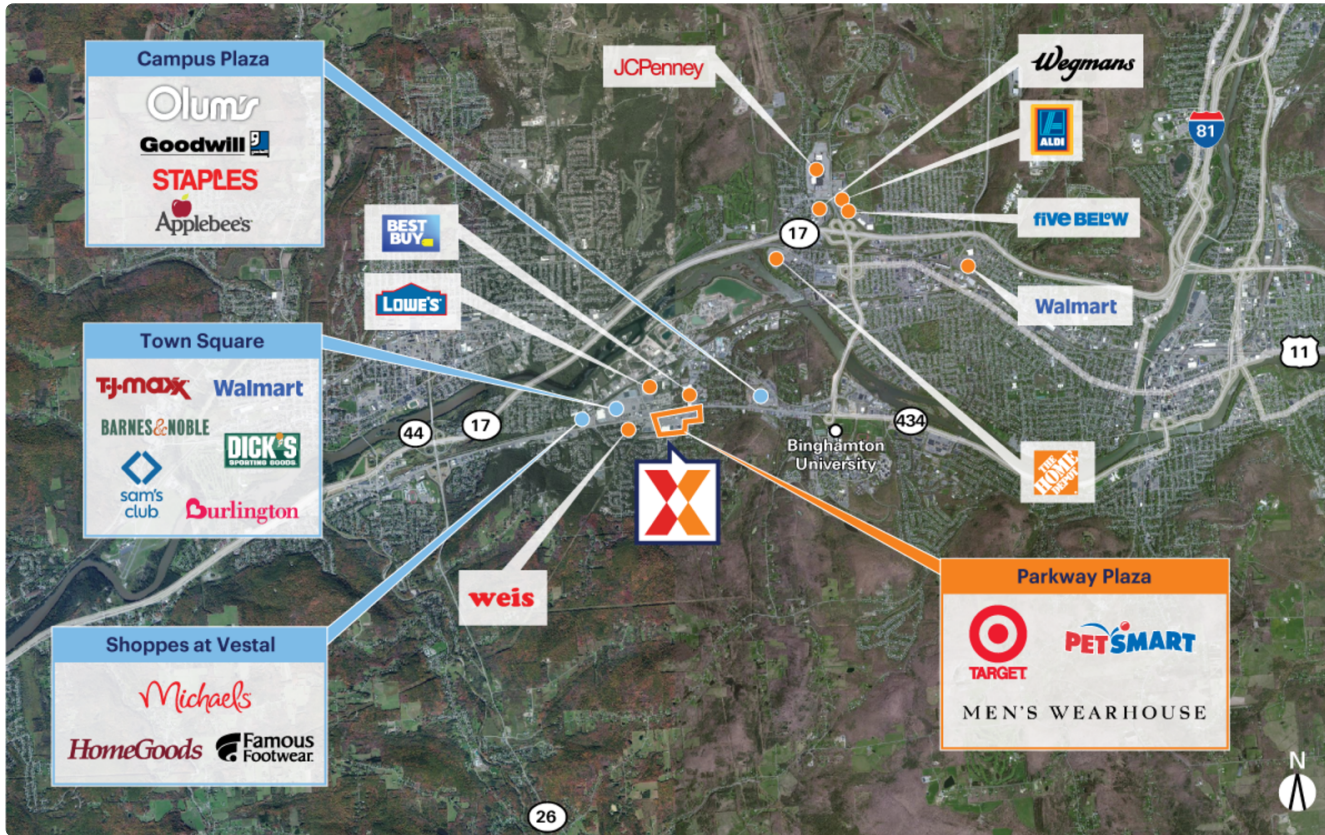 Campus Plaza
Olum's
Goodwill
STAPLES
Applebee's
JCPenney
Wegmans
ALDI
81
five BELOW
BEST
BUY
17
LOWE'S
Walmart
Town Square
T·J·maxx
Walmart
BARNES&NOBLE
DICK'S
SPORTING GOODS
sam's
club
Burlington
11
44
17
434
Binghamton
University
THE
HOME
DEPOT
weis
Parkway Plaza
TARGET
PETSMART
MEN'S WEARHOUSE
Shoppes at Vestal
Michaels
HomeGoods
Famous
Footwear
26
N